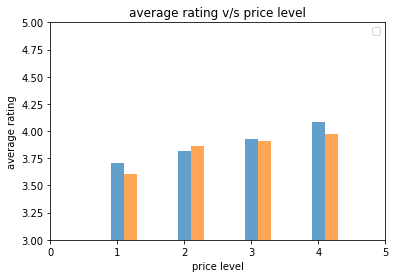 average rating v/s price level
5.00
4.75
4.50
4.25
4.00
3.75
3.50
3.25
3.00
average rating
0 1 2 3 4 5
price level